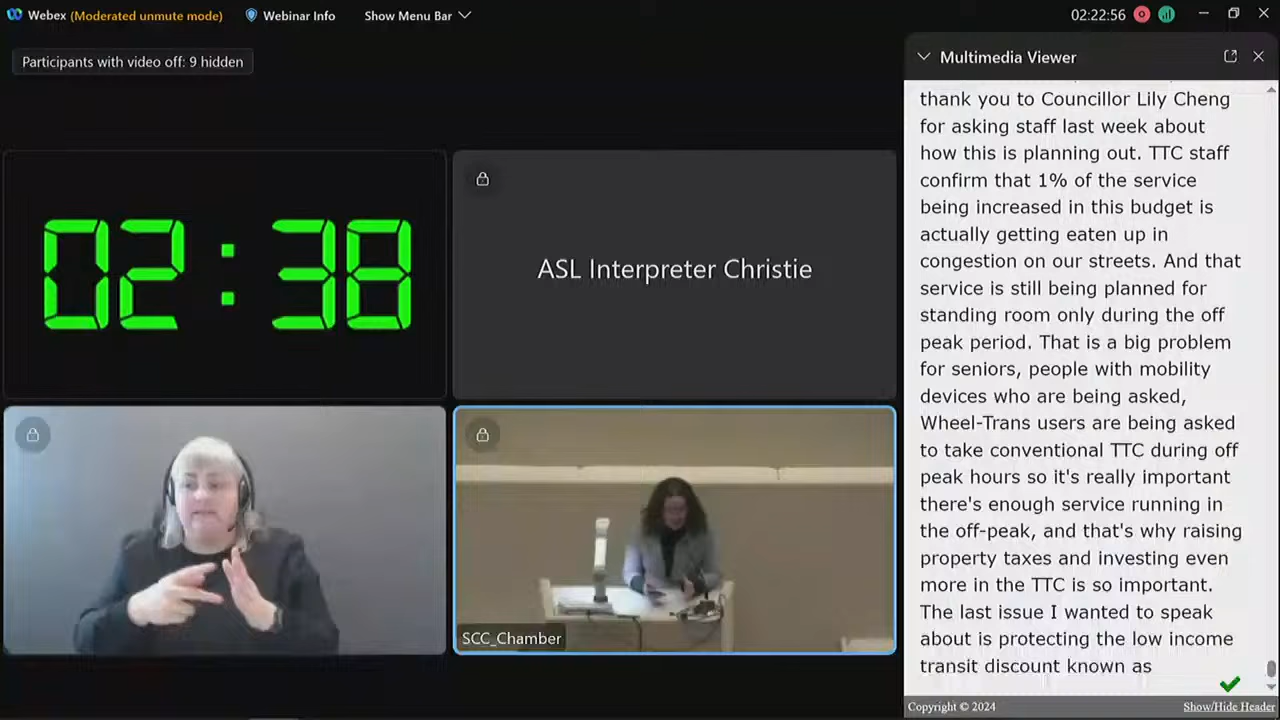 Webex (Moderated unmute mode) Webinar Info Show Menu Bar 02:22:56
Participants with video off: 9 hidden
02:38
ASL Interpreter Christie
SCC_Chamber
Multimedia Viewer
thank you to Councillor Lily Cheng
for asking staff last week about
how this is planning out. TTC staff
confirm that 1% of the service
being increased in this budget is
actually getting eaten up in
congestion on our streets. And that
service is still being planned for
standing room only during the off
peak period. That is a big problem
for seniors, people with mobility
devices who are being asked,
Wheel-Trans users are being asked
to take conventional TTC during off
peak hours so it's really important
there's enough service running in
the off-peak, and that's why raising
property taxes and investing even
more in the TTC is so important.
The last issue I wanted to speak
about is protecting the low income
transit discount known as
Copyright © 2024 Show/Hide Header